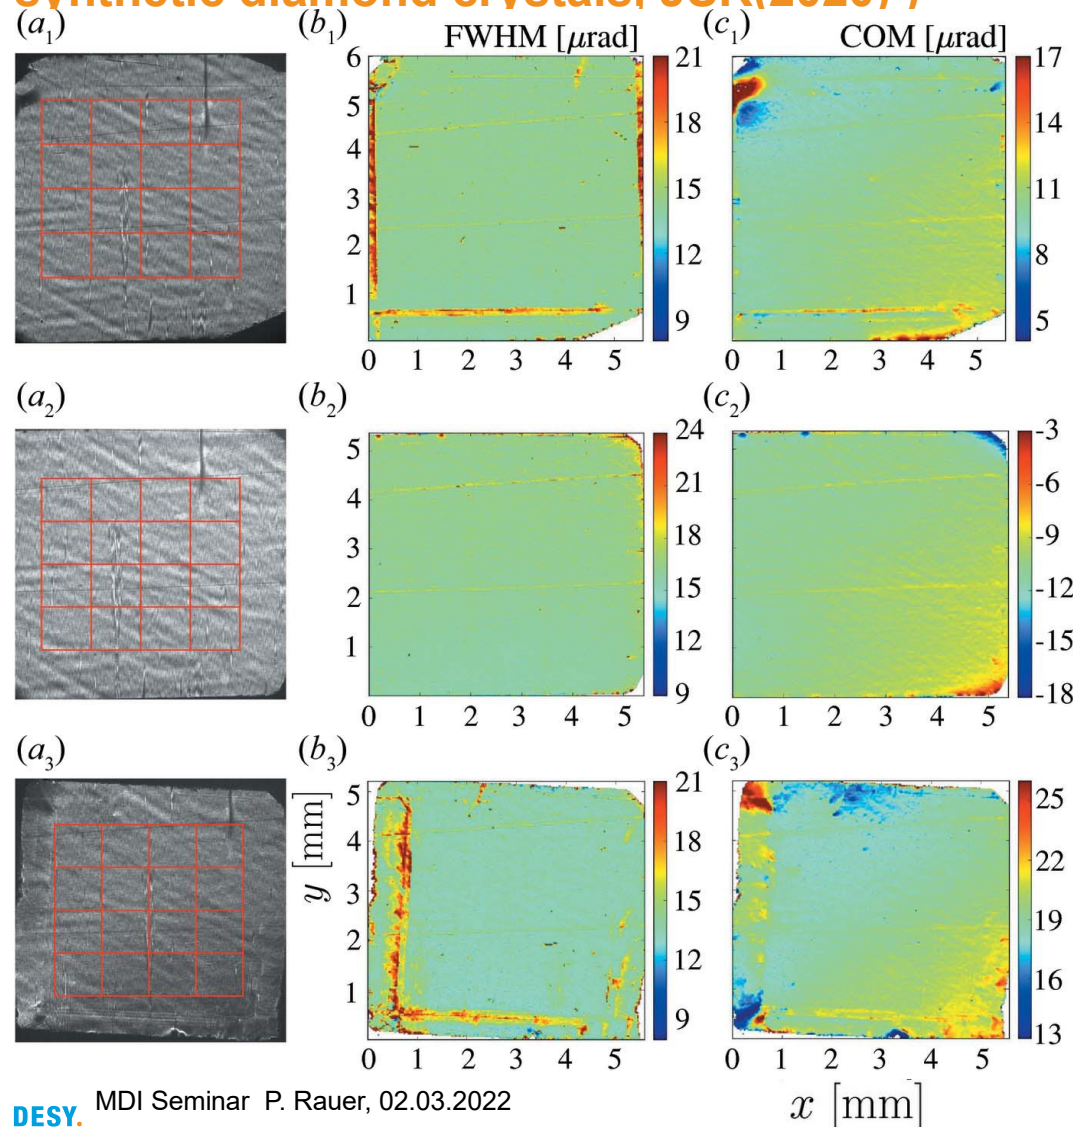 synthetic diamond crystals,
(a1)
(b1)
FWHM [μrad]
(c1)
COM [μrad]
6
5
4
3
2
1
0 1 2 3 4 5
21
18
15
12
9
0 1 2 3 4 5
17
14
11
8
5
(a2)
(b2)
(c2)
5
4
3
2
1
0 1 2 3 4 5
24
21
18
15
12
9
0 1 2 3 4 5
-3
-6
-9
-12
-15
-18
(a3)
(b3)
(c3)
y [mm]
5
4
3
2
1
0 1 2 3 4 5
21
18
15
12
9
0 1 2 3 4 5
25
22
19
16
13
x [mm]
DESY. MDI Seminar P. Rauer, 02.03.2022